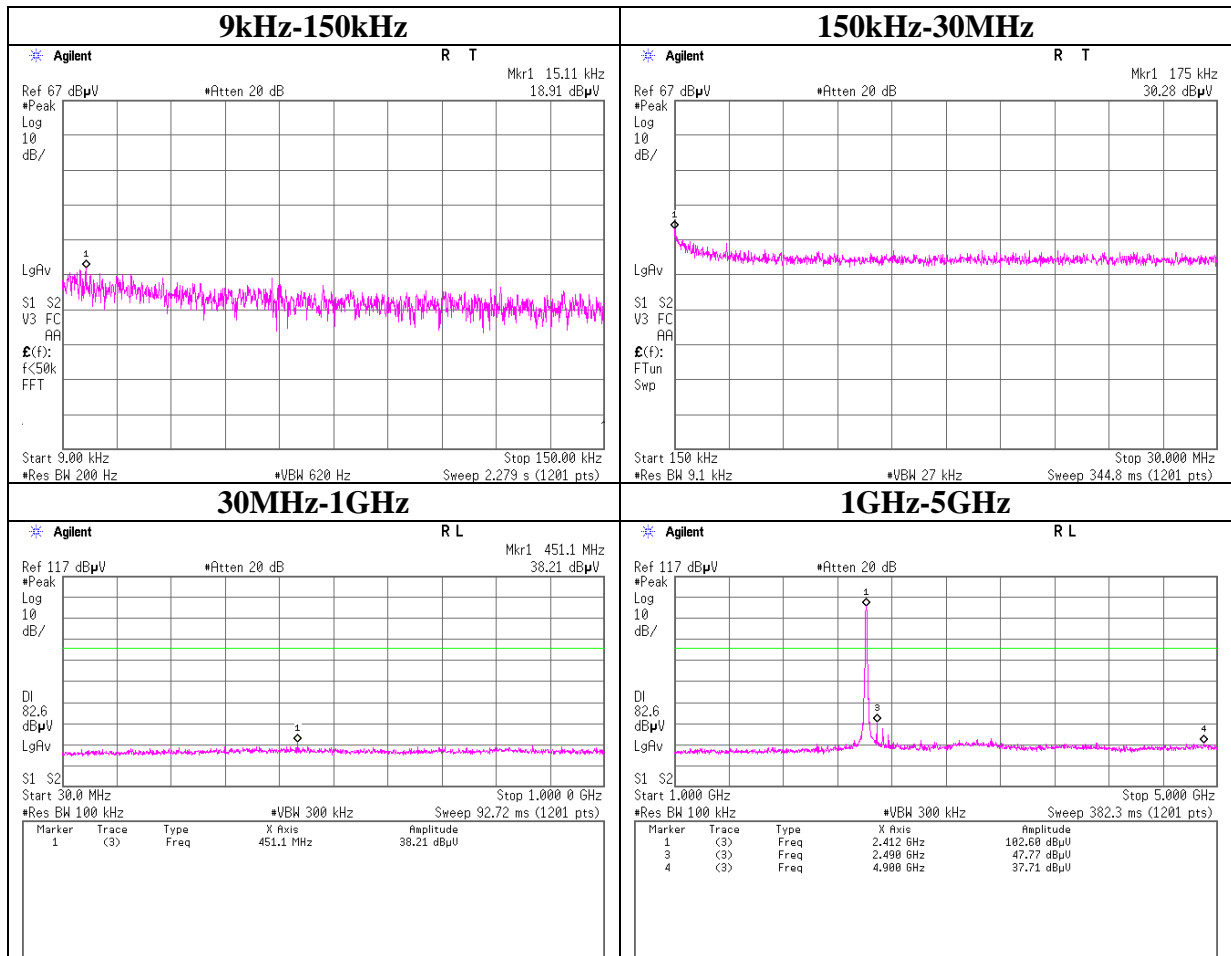 9kHz-150kHz
Agilent R T
Mkr1 15.11 kHz
Ref 67 dBµV #Atten 20 dB 18.91 dBµV
#Peak
Log
10
dB/
1
LgAv
S1 S2
V3 FC
AA
£(f):
f<50k
FFT
Start 9.00 kHz Stop 150.00 kHz
#Res BW 200 Hz #VBW 620 Hz Sweep 2.279 s (1201 pts)
150kHz-30MHz
Agilent R T
Mkr1 175 kHz
Ref 67 dBµV #Atten 20 dB 30.28 dBµV
#Peak
Log
10
dB/
1
LgAv
S1 S2
V3 FC
AA
£(f):
FTun
Swp
Start 150 kHz Stop 30.000 MHz
#Res BW 9.1 kHz #VBW 27 kHz Sweep 344.8 ms (1201 pts)
30MHz-1GHz
Agilent R L
Mkr1 451.1 MHz
Ref 117 dBµV #Atten 20 dB 38.21 dBµV
#Peak
Log
10
dB/
DI
82.6
dBµV
1
LgAv
S1 S2
Start 30.0 MHz Stop 1.000 0 GHz
#Res BW 100 kHz #VBW 300 kHz Sweep 92.72 ms (1201 pts)
Marker Trace Type X Axis Amplitude
1 (3) Freq 451.1 MHz 38.21 dBµV
1GHz-5GHz
Agilent R L
Ref 117 dBµV #Atten 20 dB
#Peak
1
Log
10
dB/
DI
82.6
3
dBµV
4
LgAv
S1 S2
Start 1.000 GHz Stop 5.000 GHz
#Res BW 100 kHz #VBW 300 kHz Sweep 382.3 ms (1201 pts)
Marker Trace Type X Axis Amplitude
1 (3) Freq 2.412 GHz 102.60 dBµV
3 (3) Freq 2.490 GHz 47.77 dBµV
4 (3) Freq 4.900 GHz 37.71 dBµV